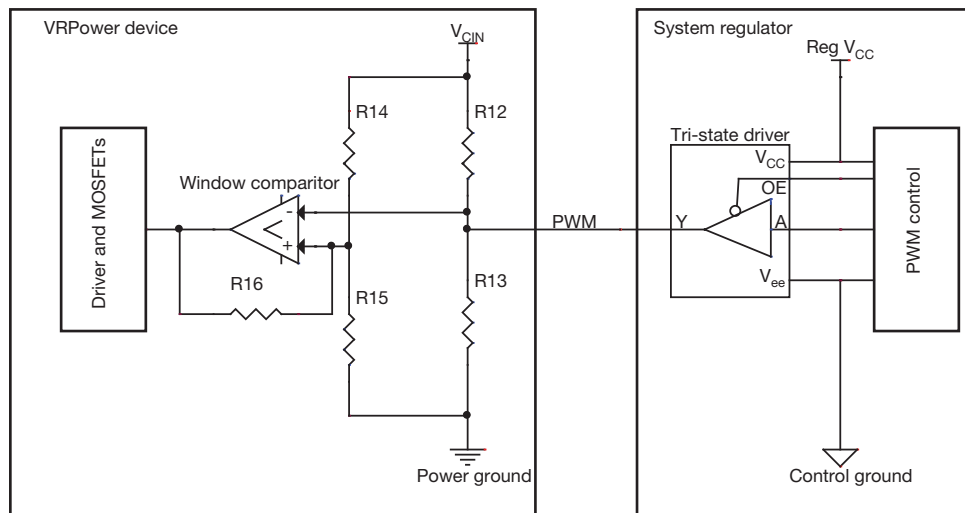 VRPower device
System regulator
V_CIN
Reg V_CC
R14
R12
Tri-state driver
V_CC
OE
Window comparitor
-
+
PWM
Y
A
V_ee
Driver and MOSFETs
PWM control
R16
R15
R13
Power ground
Control ground